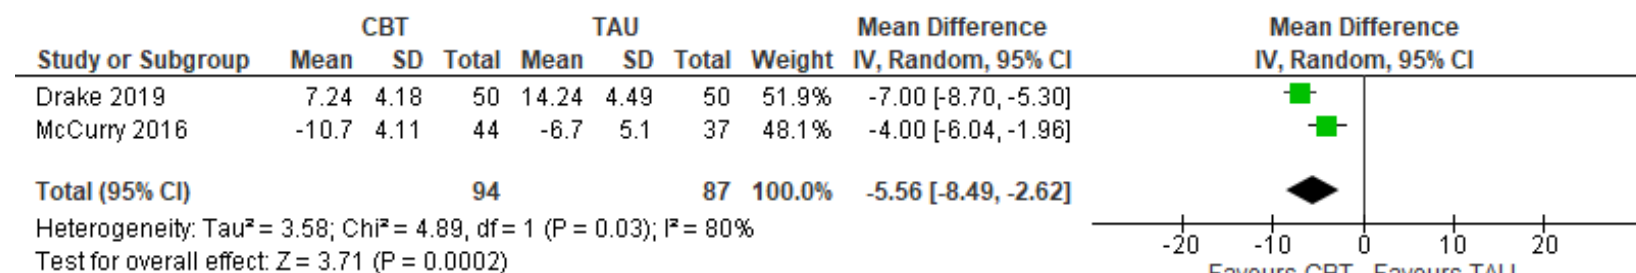 CBT TAU Mean Difference Mean Difference
Study or Subgroup Mean SD Total Mean SD Total Weight IV, Random, 95% CI IV, Random, 95% CI
Drake 2019 7.24 4.18 50 14.24 4.49 50 51.9% -7.00 [-8.70, -5.30]
McCurry 2016 -10.7 4.11 44 -6.7 5.1 37 48.1% -4.00 [-6.04, -1.96]
Total (95% CI) 94 87 100.0% -5.56 [-8.49, -2.62]
Heterogeneity: Tau² = 3.58; Chi² = 4.89, df = 1 (P = 0.03); I² = 80%
Test for overall effect: Z = 3.71 (P = 0.0002)
-20 -10 0 10 20
Favours CBT Favours TAU